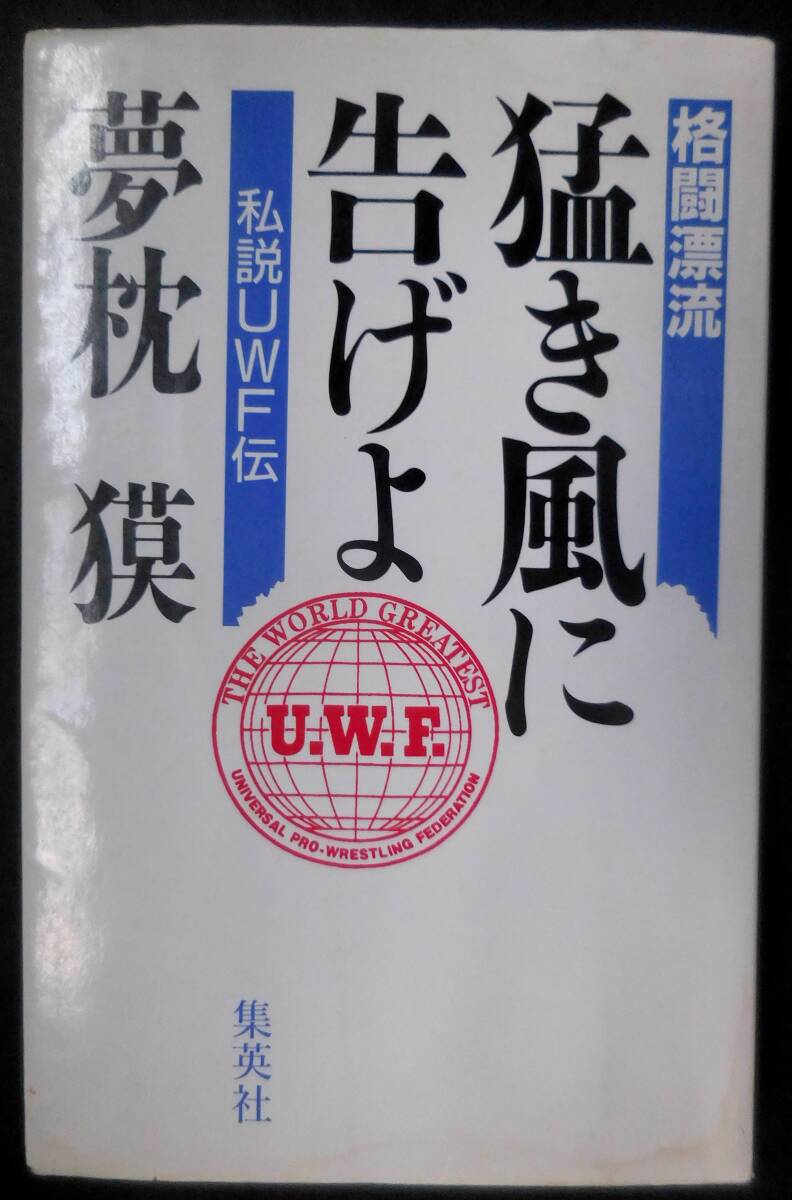 格闘漂流
猛き風に
告げよ
私説UWF伝
夢枕 獏
THE WORLD GREATEST
U.W.F.
UNIVERSAL PRO-WRESTLING FEDERATION
集英社